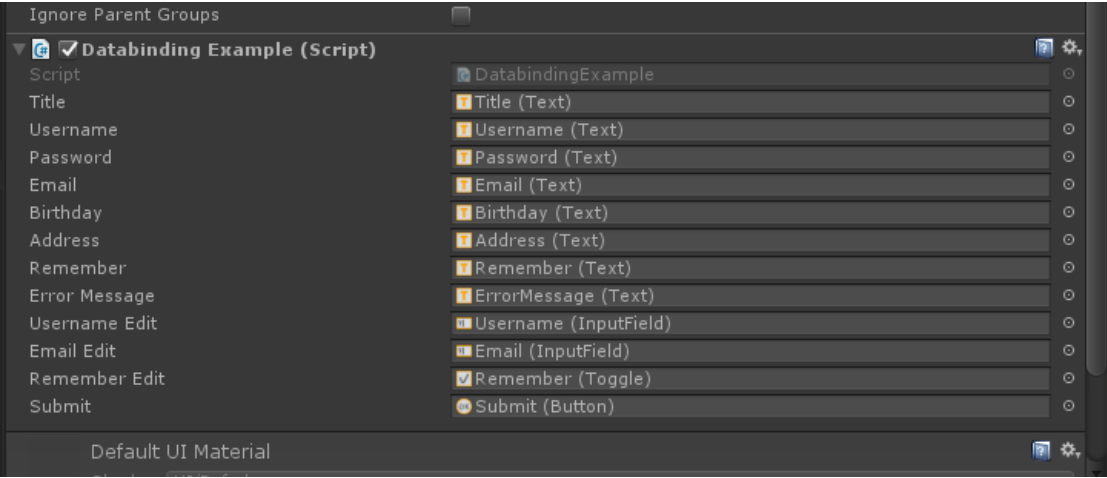 Ignore Parent Groups
Databinding Example (Script)
Script DatabindingExample
Title Title (Text)
Username Username (Text)
Password Password (Text)
Email Email (Text)
Birthday Birthday (Text)
Address Address (Text)
Remember Remember (Text)
Error Message ErrorMessage (Text)
Username Edit Username (InputField)
Email Edit Email (InputField)
Remember Edit Remember (Toggle)
Submit Submit (Button)
Default UI Material